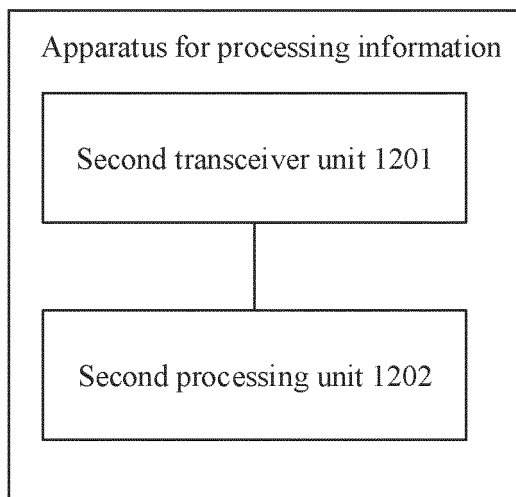 Apparatus for processing information
Second transceiver unit 1201
Second processing unit 1202